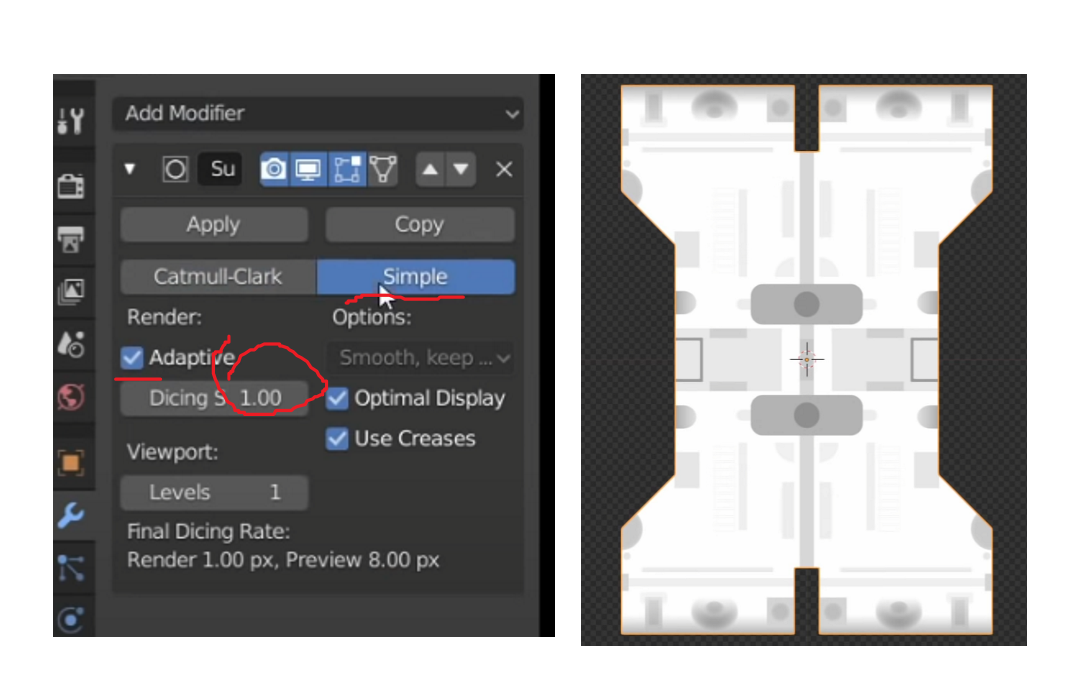 Add Modifier
Su
Apply Copy
Catmull-Clark Simple
Render: Options:
Adaptive Smooth, keep ...
Dicing S 1.00 Optimal Display
Use Creases
Viewport:
Levels 1
Final Dicing Rate:
Render 1.00 px, Preview 8.00 px